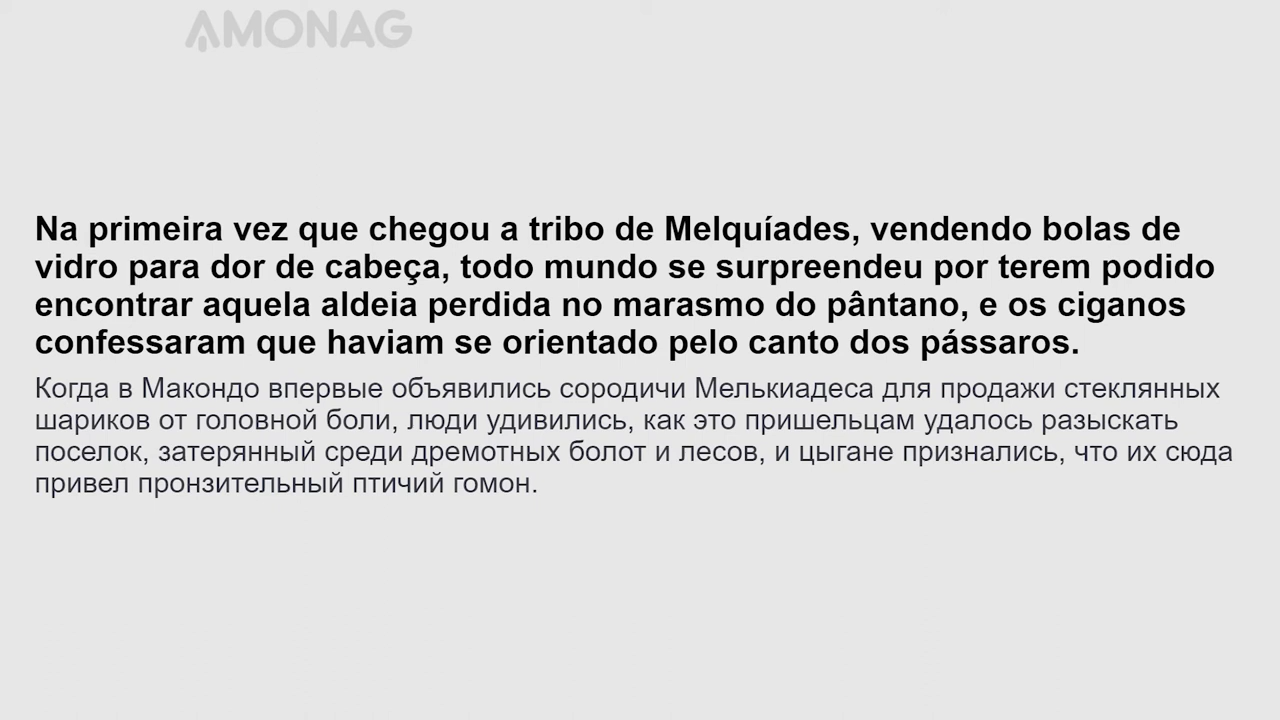 AMONAG
Na primeira vez que chegou a tribo de Melquíades, vendendo bolas de
vidro para dor de cabeça, todo mundo se surpreendeu por terem podido
encontrar aquela aldeia perdida no marasmo do pântano, e os ciganos
confessaram que haviam se orientado pelo canto dos pássaros.
Когда в Макондо впервые объявились сородичи Мелькиадеса для продажи стеклянных
шариков от головной боли, люди удивились, как это пришельцам удалось разыскать
поселок, затерянный среди дремотных болот и лесов, и цыгане признались, что их сюда
привел пронзительный птичий гомон.